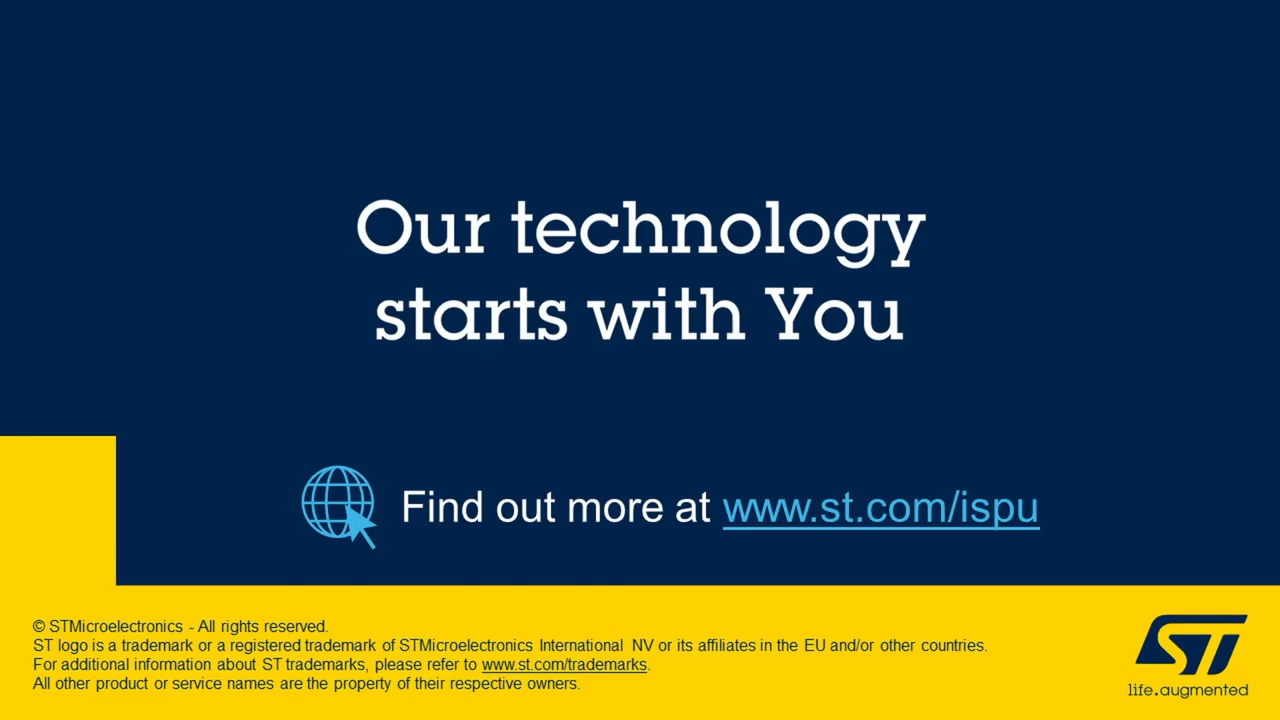 Our technology
starts with You
Find out more at www.st.com/ispu
© STMicroelectronics - All rights reserved.
ST logo is a trademark or a registered trademark of STMicroelectronics International NV or its affiliates in the EU and/or other countries.
For additional information about ST trademarks, please refer to www.st.com/trademarks.
All other product or service names are the property of their respective owners.
ST
life.augmented